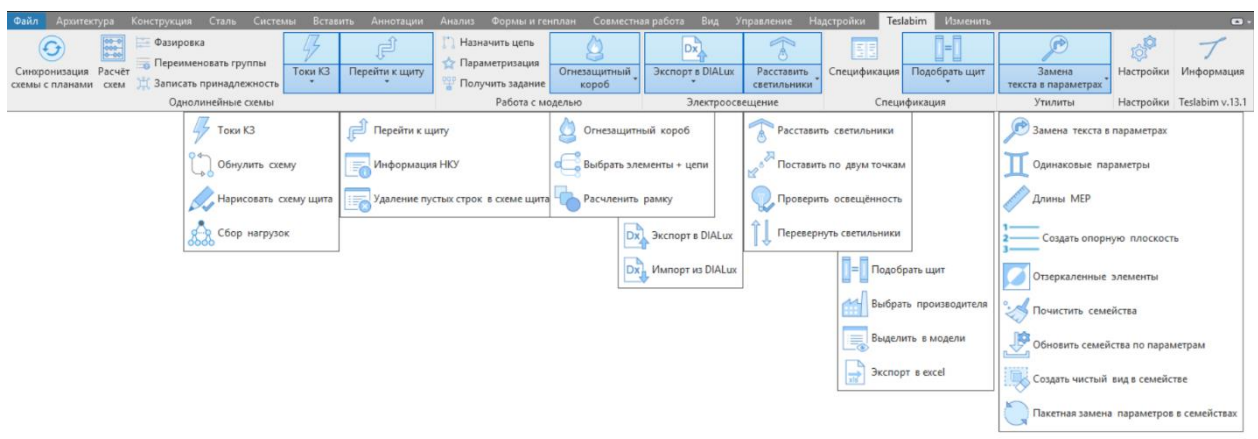 Файл Архитектура Конструкция Сталь Системы Вставить Аннотации Анализ Формы и генплан Совместная работа Вид Управление Надстройки Teslabim Изменить
Синхронизация схемы с планами
Расчёт схем
Фазировка
Переименовать группы
Записать принадлежность
Токи КЗ
Перейти к щиту
Назначить цепь
Параметризация
Получить задание
Огнезащитный короб
Экспорт в DIALux
Расставить светильники
Спецификация
Подобрать щит
Замена текста в параметрах
Настройки
Информация
Однолинейные схемы
Работа с моделью
Электроосвещение
Спецификация
Утилиты
Настройки
Teslabim v.13.1
Токи КЗ
Обнулить схему
Нарисовать схему щита
Сбор нагрузок
Перейти к щиту
Информация НКУ
Удаление пустых строк в схеме щита
Огнезащитный короб
Выбрать элементы + цепи
Расчленить рамку
Dx Экспорт в DIALux
Dx Импорт из DIALux
Расставить светильники
Поставить по двум точкам
Проверить освещённость
Перевернуть светильники
Подобрать щит
Выбрать производителя
Выделить в модели
Экспорт в excel
Замена текста в параметрах
Одинаковые параметры
Длины MEP
1 2 3 Создать опорную плоскость
Отзеркаленные элементы
Почистить семейства
Обновить семейства по параметрам
Создать чистый вид в семействе
Пакетная замена параметров в семействах